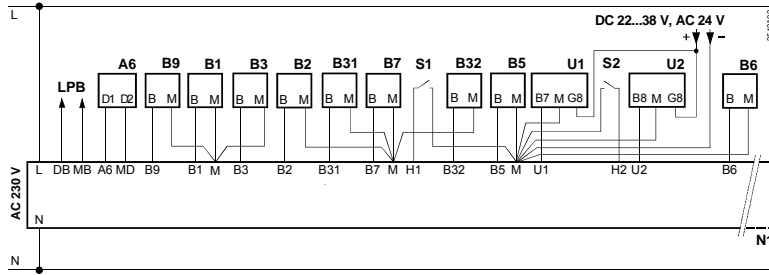 L
DC 22...38 V, AC 24 V
+ −
LPB A6 B9 B1 B3 B2 B31 B7 S1 B32 B5 U1 S2 U2 B6
D1 D2 B M B M B M B M B M B M B M B M B7 M G8 B8 M G8 B M
L DB MB A6 MD B9 B1 M B3 B2 B31 B7 M H1 B32 B5 M U1 H2 U2 B6
AC 230 V
N
N1
N